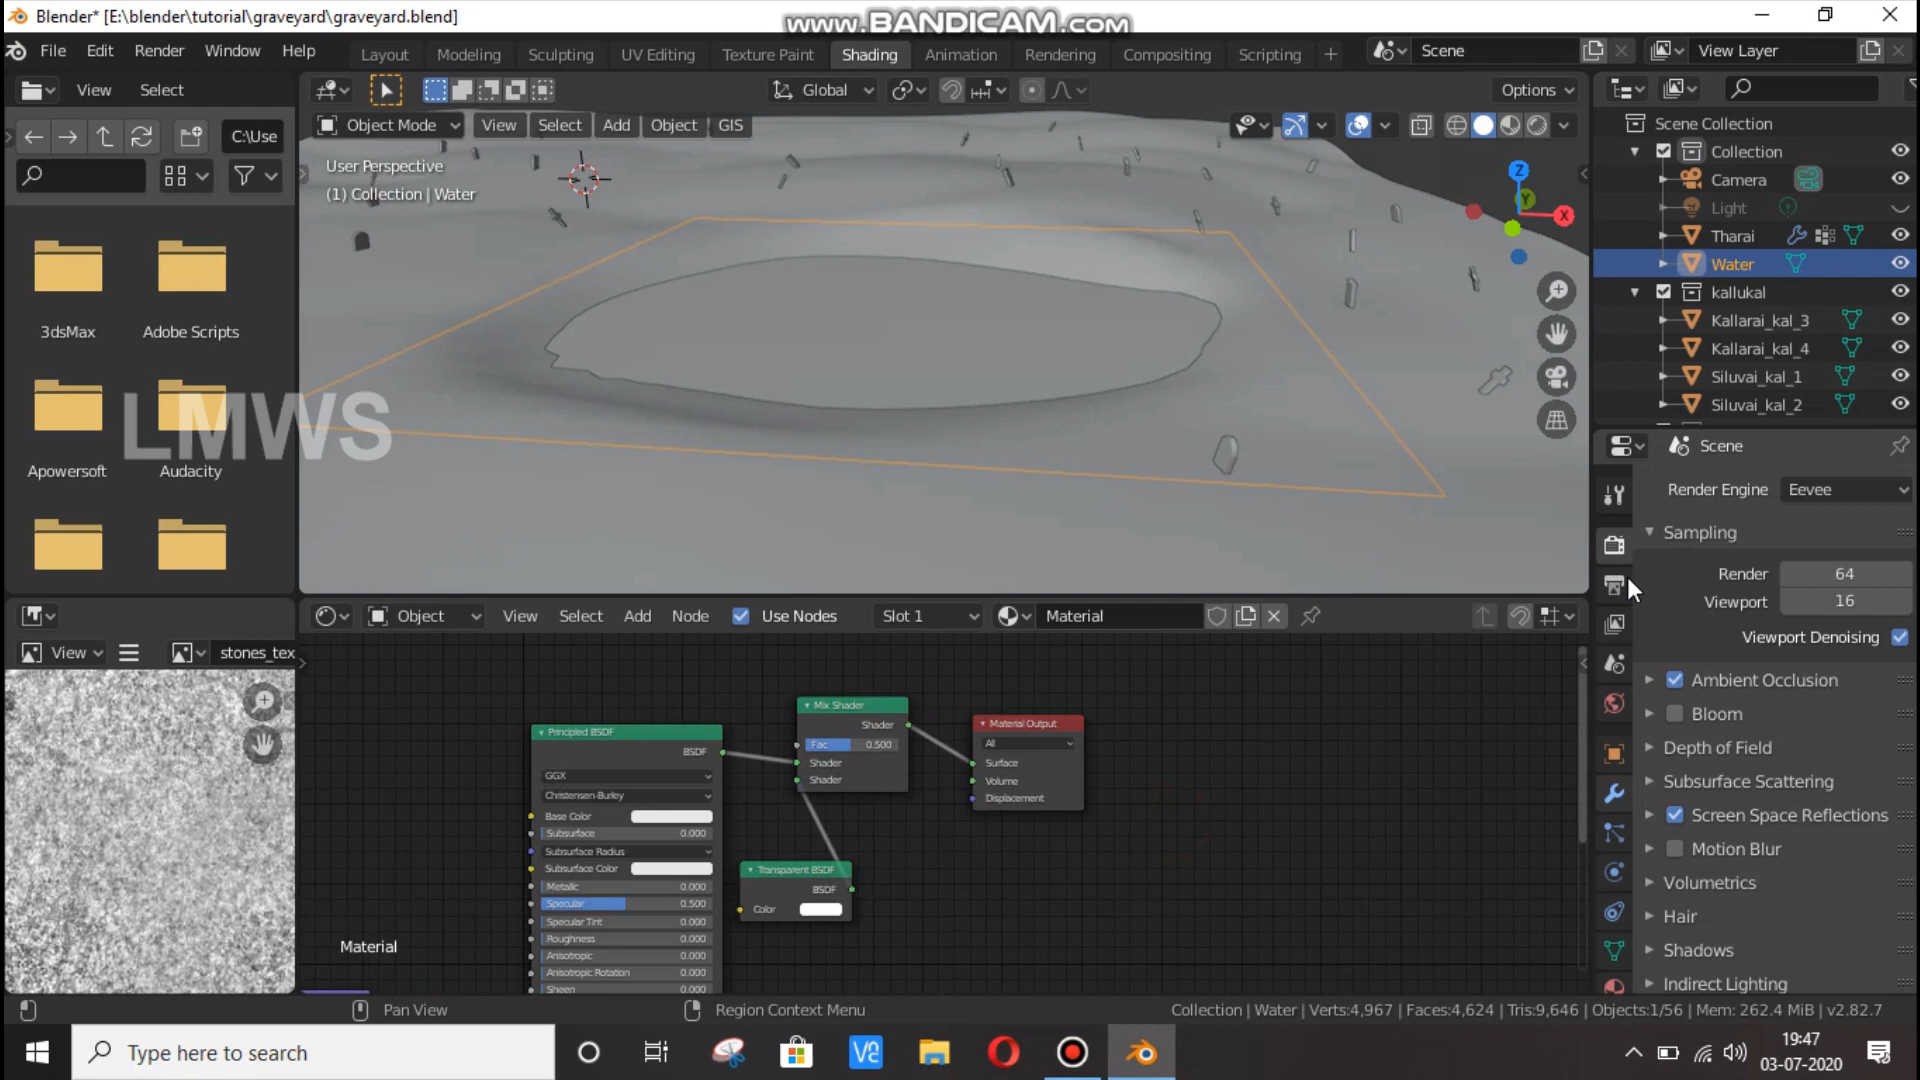 Blender* [E:\blender\tutorial\graveyard\graveyard.blend]
www.BANDICAM.com
File Edit Render Window Help
Layout Modeling Sculpting UV Editing Texture Paint Shading Animation Rendering Compositing Scripting +
Scene
View Layer
View Select
Global
Options
C:\Use
Object Mode View Select Add Object GIS
User Perspective
(1) Collection | Water
Z
Y
X
3dsMax
Adobe Scripts
Apowersoft
Audacity
LMWS
Scene Collection
Collection
Camera
Light
Tharai
Water
kallukal
Kallarai_kal_3
Kallarai_kal_4
Siluvai_kal_1
Siluvai_kal_2
Scene
Render Engine Eevee
Sampling
Render 64
Viewport 16
Viewport Denoising
Ambient Occlusion
Bloom
Depth of Field
Subsurface Scattering
Screen Space Reflections
Motion Blur
Volumetrics
Hair
Shadows
Indirect Lighting
Object View Select Add Node Use Nodes Slot 1 Material
View stones_tex
Principled BSDF
BSDF
GGX
Christensen-Burley
Base Color
Subsurface 0.000
Subsurface Radius
Subsurface Color
Metallic 0.000
Specular 0.500
Specular Tint 0.000
Roughness 0.000
Anisotropic 0.000
Anisotropic Rotation 0.000
Sheen 0.000
Mix Shader
Shader
Fac 0.500
Shader
Shader
Material Output
All
Surface
Volume
Displacement
Transparent BSDF
BSDF
Color
Material
Pan View
Region Context Menu
Collection | Water | Verts:4,967 | Faces:4,624 | Tris:9,646 | Objects:1/56 | Mem: 262.4 MiB | v2.82.7
Type here to search
19:47
03-07-2020